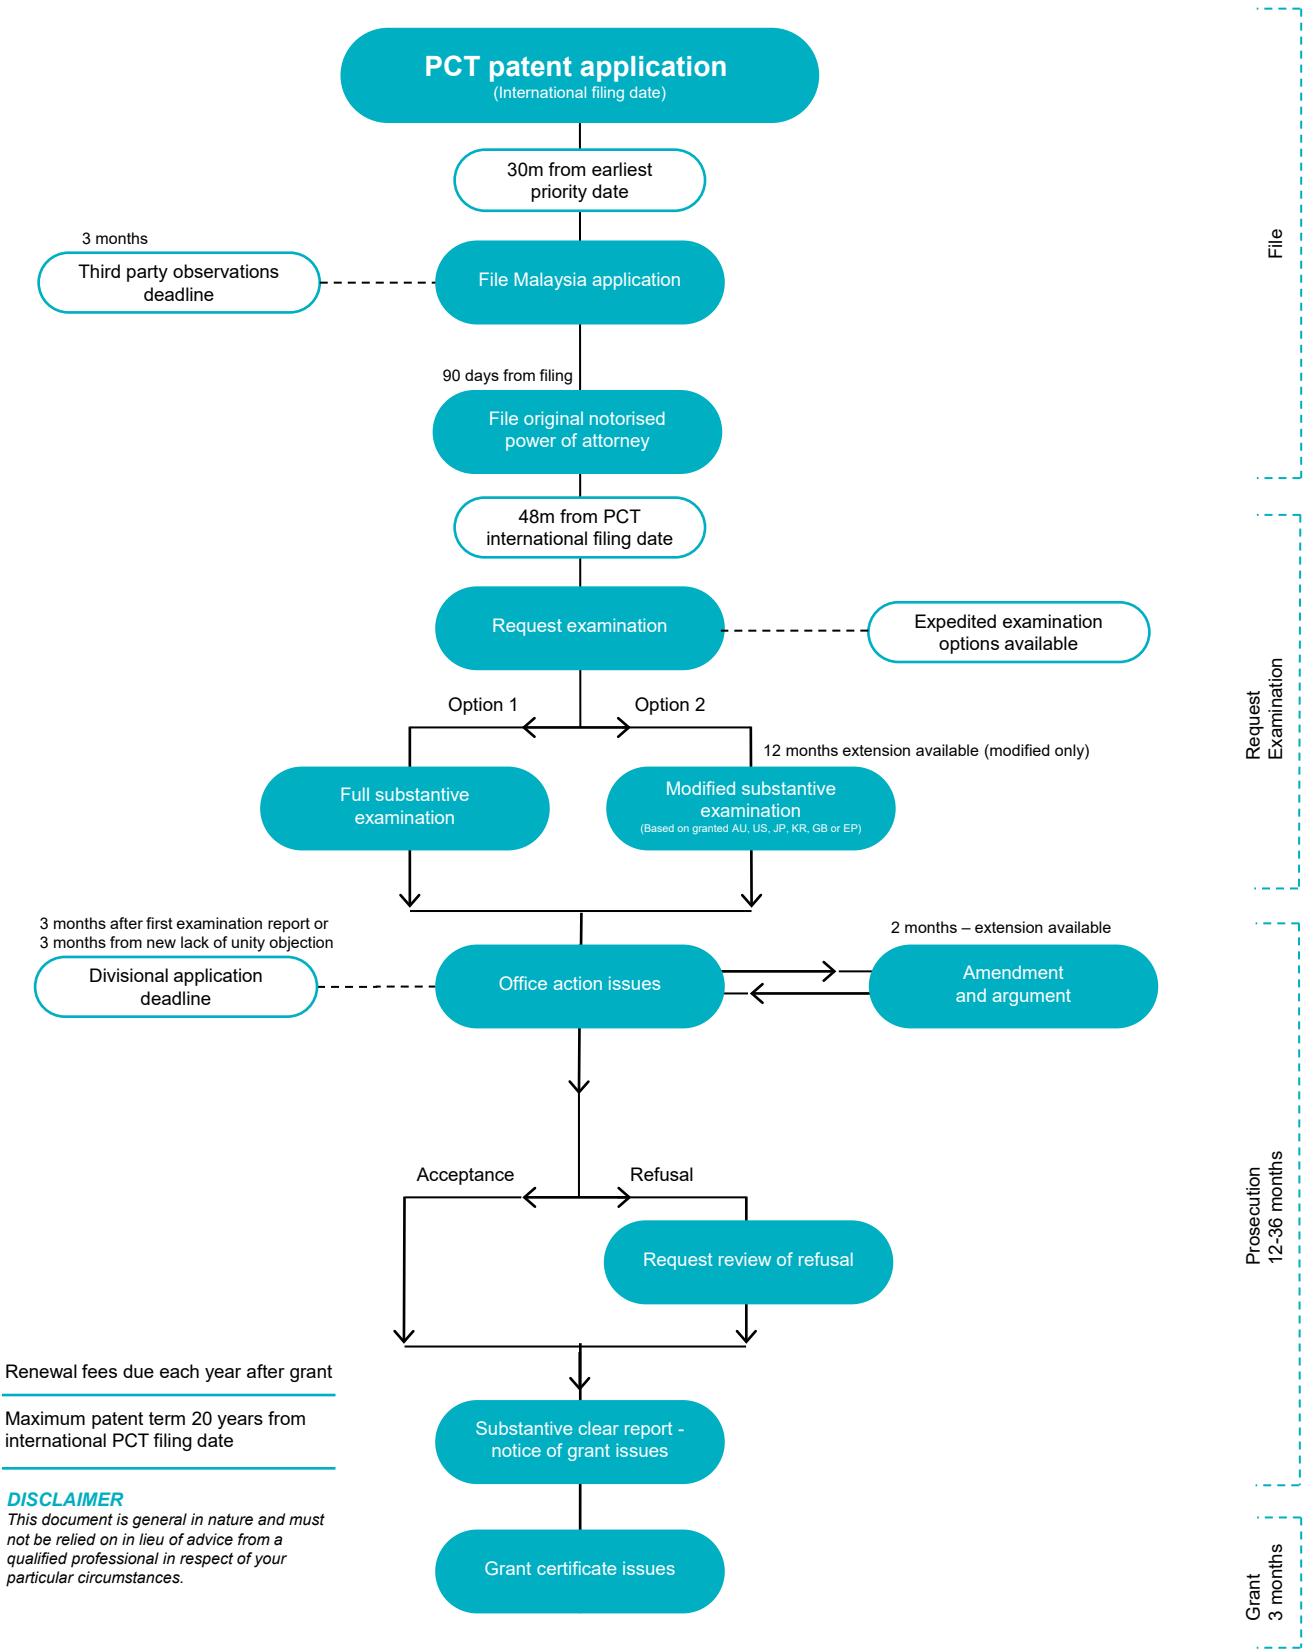 PCT patent application
(International filing date)
30m from earliest
priority date
3 months
Third party observations
deadline
File Malaysia application
File
90 days from filing
File original notorised
power of attorney
48m from PCT
international filing date
Request examination
Expedited examination
options available
Request
Examination
Option 1
Option 2
12 months extension available (modified only)
Full substantive
examination
Modified substantive
examination
(Based on granted AU, US, JP, KR, GB or EP)
3 months after first examination report or
3 months from new lack of unity objection
Divisional application
deadline
Office action issues
2 months – extension available
Amendment
and argument
Prosecution
12-36 months
Acceptance
Refusal
Request review of refusal
Renewal fees due each year after grant
Maximum patent term 20 years from
international PCT filing date
Substantive clear report -
notice of grant issues
DISCLAIMER
This document is general in nature and must
not be relied on in lieu of advice from a
qualified professional in respect of your
particular circumstances.
Grant certificate issues
Grant
3 months